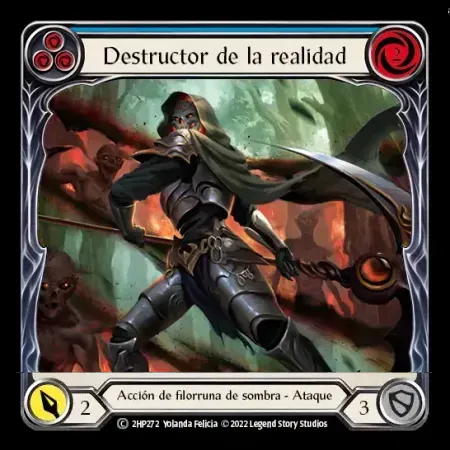 Destructor de la realidad
2
2 Acción de filorruna de sombra - Ataque 3
C 2HP272 Yolanda Felicia © 2022 Legend Story Studios